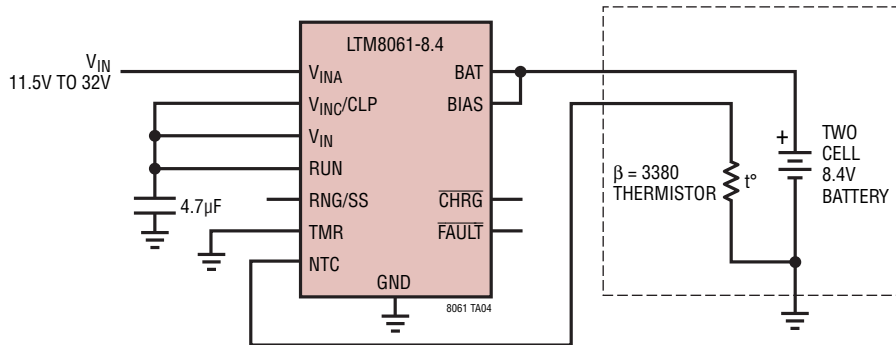 LTM8061-8.4
V_IN
11.5V TO 32V
V_INA
V_INC/CLP
V_IN
RUN
RNG/SS
TMR
NTC
GND
BAT
BIAS
CHRG
FAULT
4.7µF
8061 TA04
β = 3380
THERMISTOR
t°
+
TWO
CELL
8.4V
BATTERY